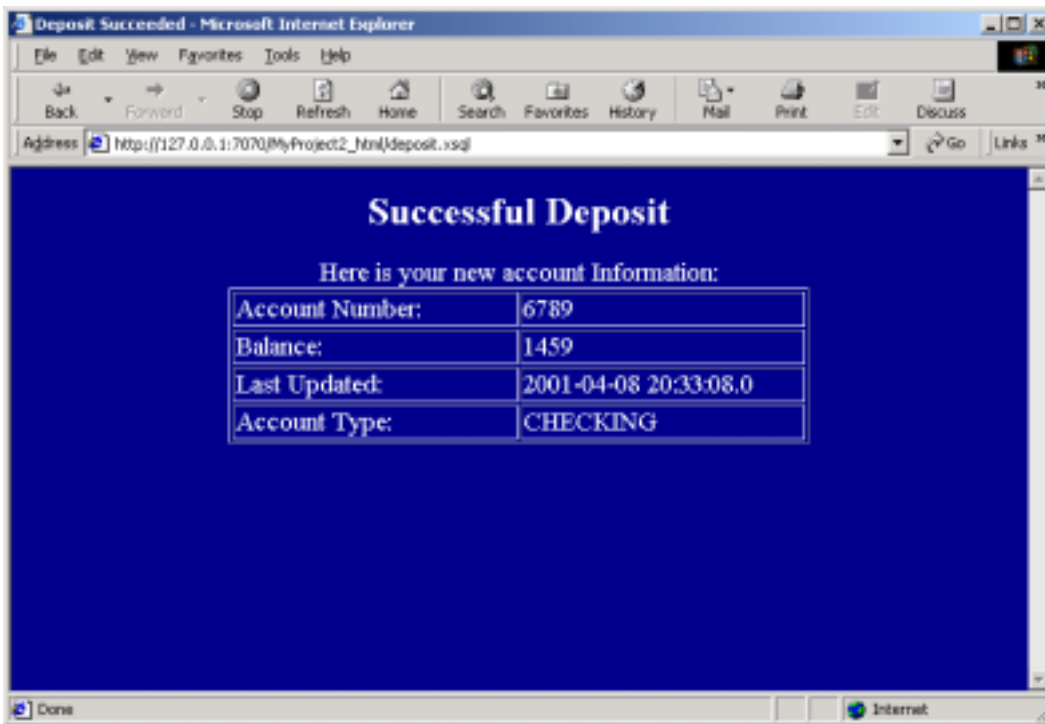 Deposit Succeeded - Microsoft Internet Explorer
File Edit View Favorites Tools Help
Back Forward Stop Refresh Home Search Favorites History Mail Print Edit Discuss
Address http://127.0.0.1:7070/MyProject2_html/deposit.xsql Go Links
Successful Deposit
Here is your new account Information:
Account Number: 6789
Balance: 1459
Last Updated: 2001-04-08 20:33:08.0
Account Type: CHECKING
Done Internet